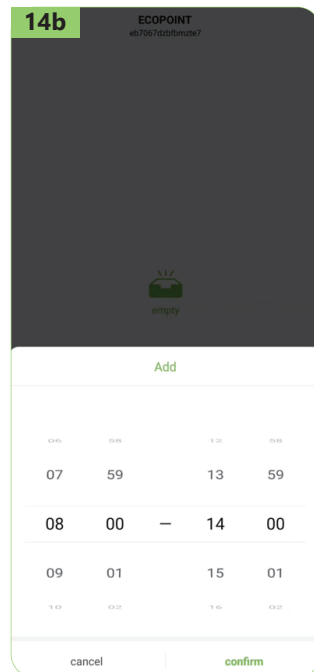 14b
ECOPOINT
eb7067dzbfbmzte7
empty
Add
06 58 12 58
07 59 13 59
08 00 — 14 00
09 01 15 01
10 02 16 02
cancel confirm